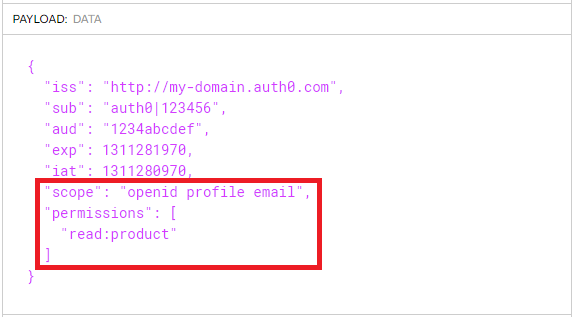 PAYLOAD: DATA
{
"iss": "http://my-domain.auth0.com",
"sub": "auth0|123456",
"aud": "1234abcdef",
"exp": 1311281970,
"iat": 1311280970,
"scope": "openid profile email",
"permissions": [
"read:product"
]
}